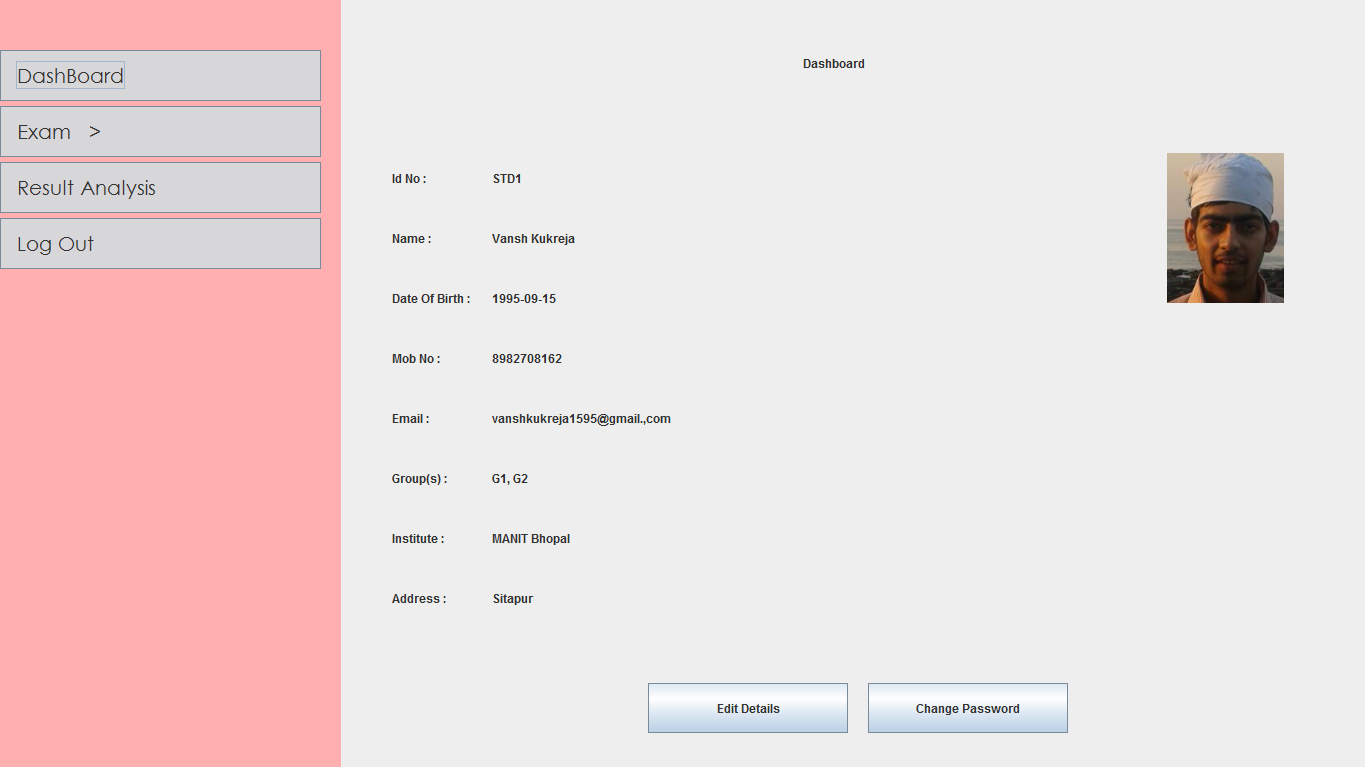 DashBoard
Exam >
Result Analysis
Log Out
Dashboard
Id No : STD1
Name : Vansh Kukreja
Date Of Birth : 1995-09-15
Mob No : 8982708162
Email : vanshkukreja1595@gmail.,com
Group(s) : G1, G2
Institute : MANIT Bhopal
Address : Sitapur
Edit Details
Change Password